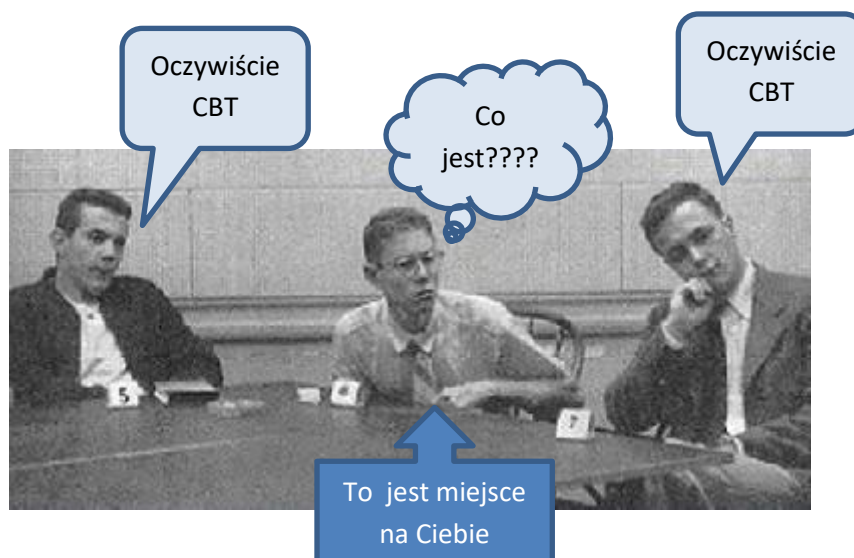 Oczywiście
CBT
Co
jest????
Oczywiście
CBT
5
7
To jest miejsce
na Ciebie